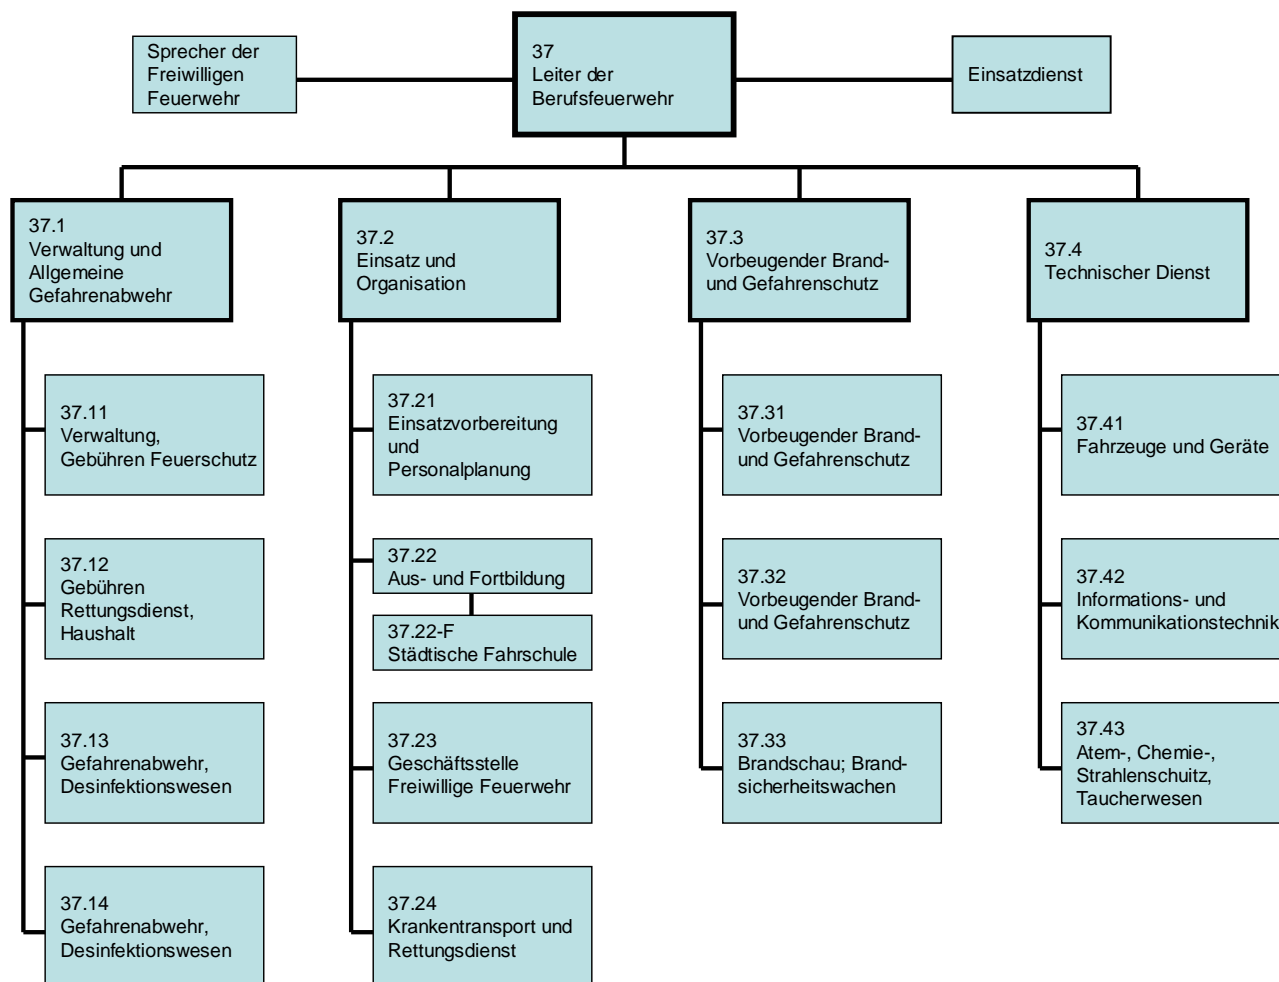 Sprecher der
Freiwilligen
Feuerwehr
37
Leiter der
Berufsfeuerwehr
Einsatzdienst
37.1
Verwaltung und
Allgemeine
Gefahrenabwehr
37.2
Einsatz und
Organisation
37.3
Vorbeugender Brand-
und Gefahrenschutz
37.4
Technischer Dienst
37.11
Verwaltung,
Gebühren Feuerschutz
37.21
Einsatzvorbereitung
und
Personalplanung
37.31
Vorbeugender Brand-
und Gefahrenschutz
37.41
Fahrzeuge und Geräte
37.12
Gebühren
Rettungsdienst,
Haushalt
37.22
Aus- und Fortbildung
37.22-F
Städtische Fahrschule
37.32
Vorbeugender Brand-
und Gefahrenschutz
37.42
Informations- und
Kommunikationstechnik
37.13
Gefahrenabwehr,
Desinfektionswesen
37.23
Geschäftsstelle
Freiwillige Feuerwehr
37.33
Brandschau; Brand-
sicherheitswachen
37.43
Atem-, Chemie-,
Strahlenschuitz,
Taucherwesen
37.14
Gefahrenabwehr,
Desinfektionswesen
37.24
Krankentransport und
Rettungsdienst